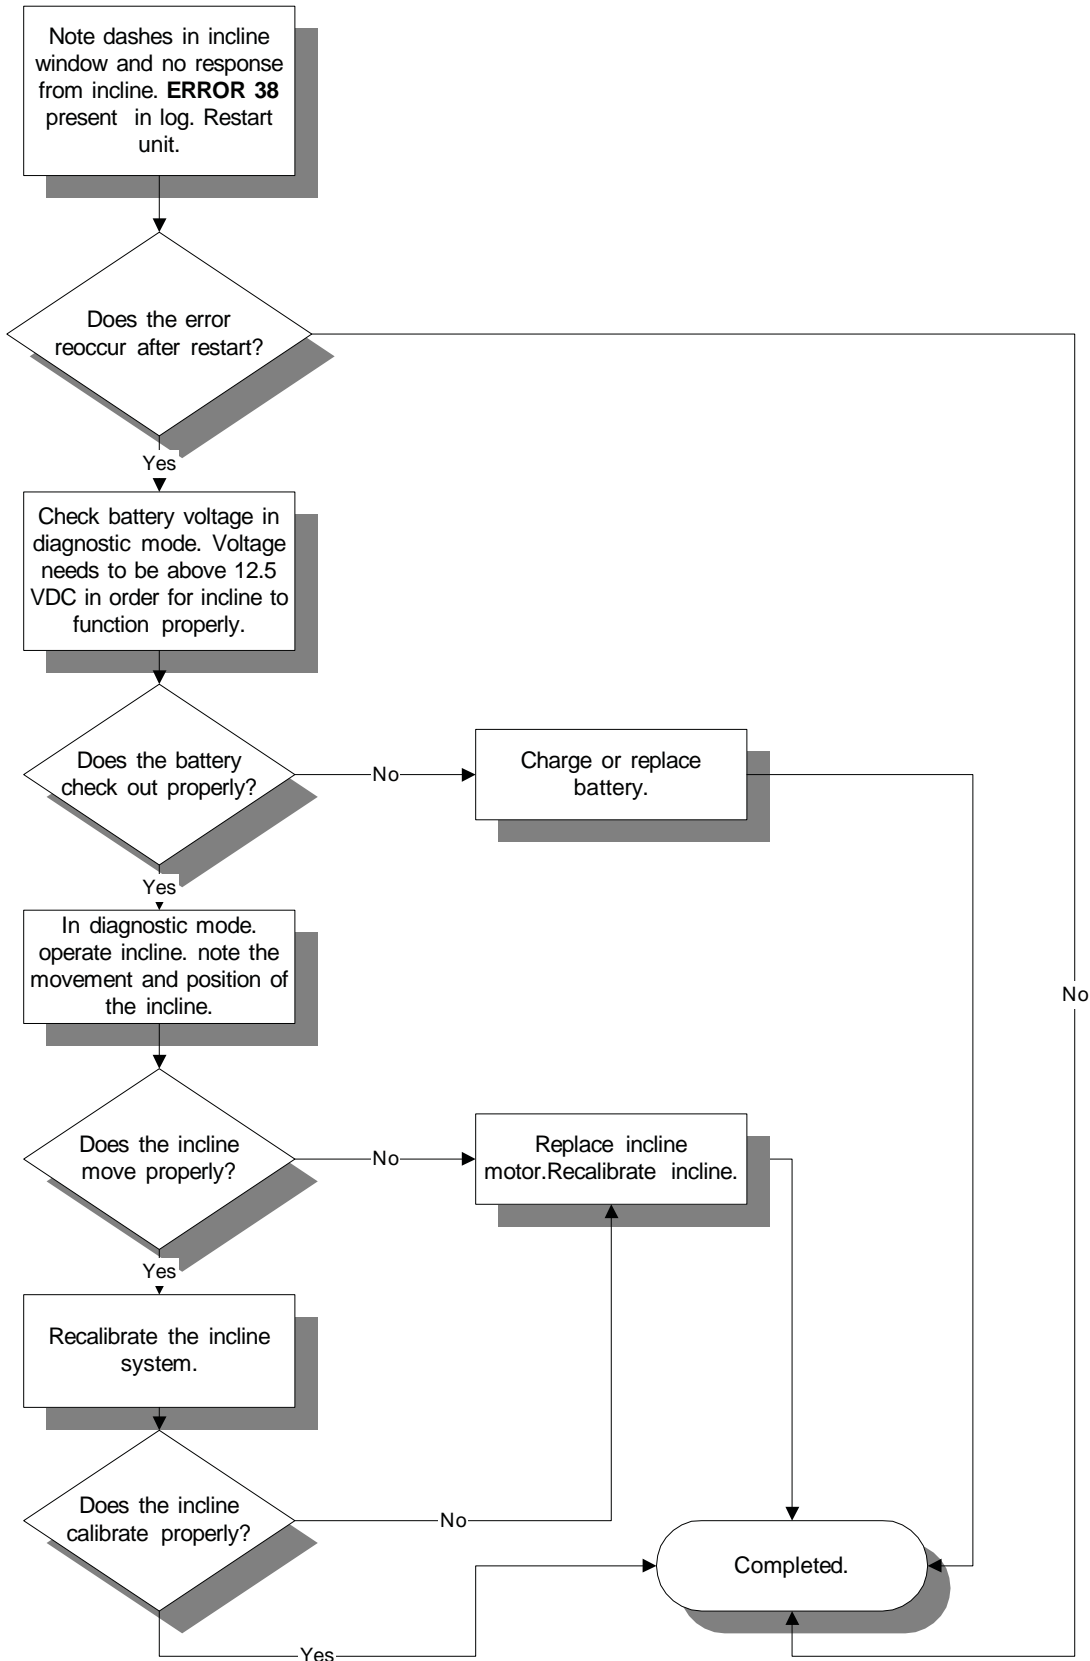 Note dashes in incline
window and no response
from incline. ERROR 38
present in log. Restart
unit.
Does the error
reoccur after restart?
Yes
Check battery voltage in
diagnostic mode. Voltage
needs to be above 12.5
VDC in order for incline to
function properly.
Does the battery
check out properly?
No
Charge or replace
battery.
Yes
In diagnostic mode.
operate incline. note the
movement and position of
the incline.
No
Does the incline
move properly?
No
Replace incline
motor.Recalibrate incline.
Yes
Recalibrate the incline
system.
Does the incline
calibrate properly?
No
Completed.
Yes